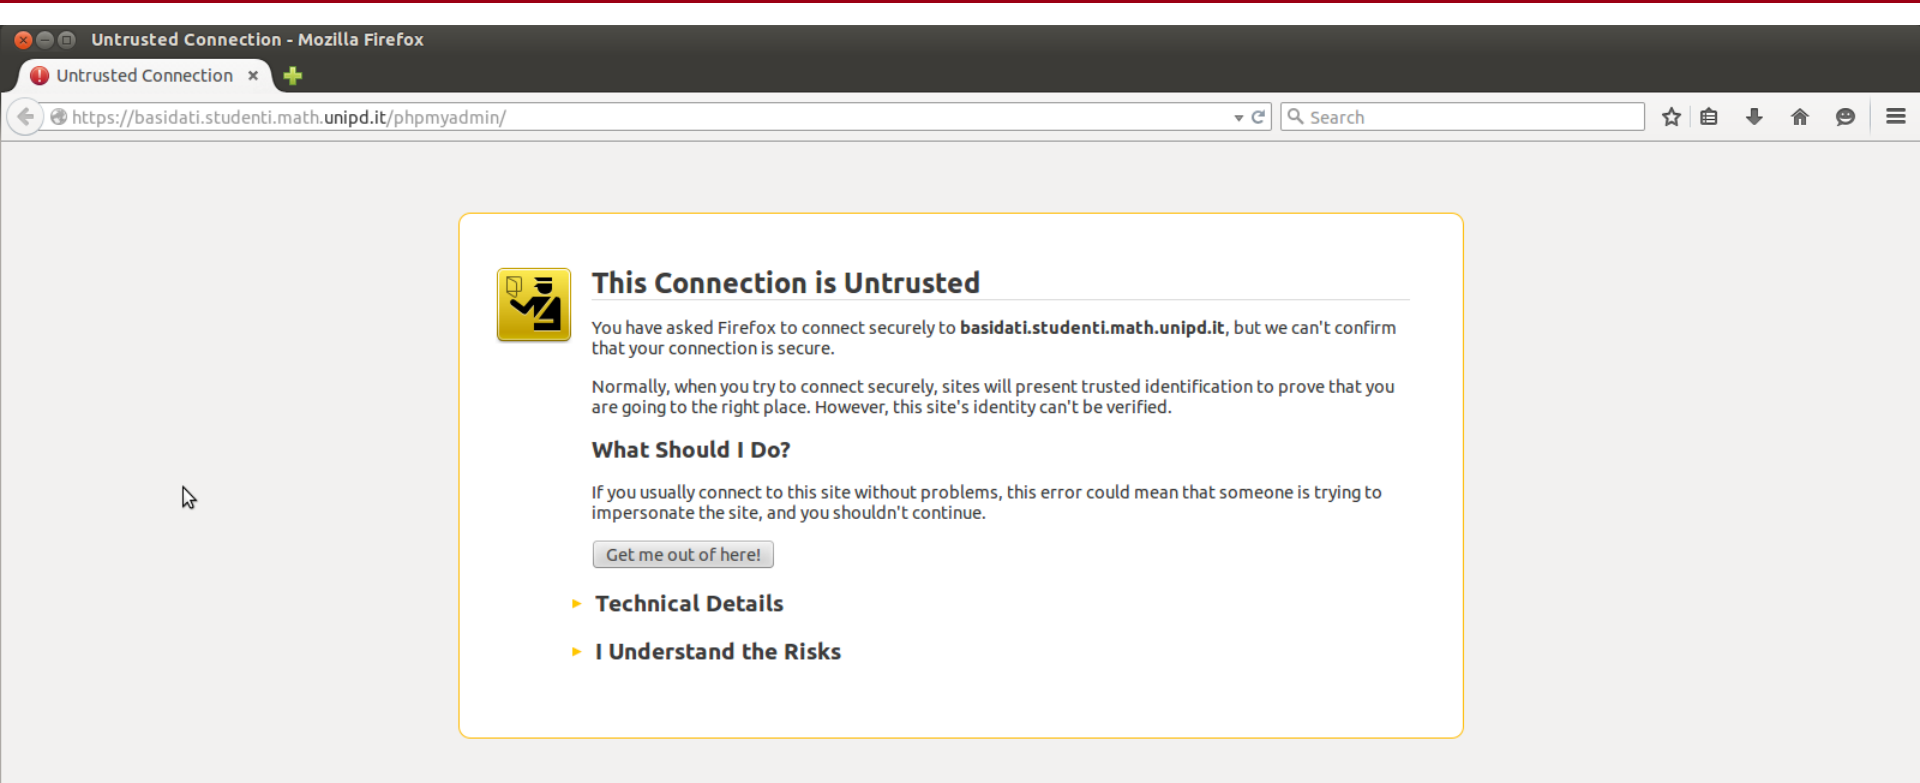 Untrusted Connection - Mozilla Firefox
Untrusted Connection
https://basidati.studenti.math.unipd.it/phpmyadmin/
Search
This Connection is Untrusted
You have asked Firefox to connect securely to basidati.studenti.math.unipd.it, but we can't confirm
that your connection is secure.
Normally, when you try to connect securely, sites will present trusted identification to prove that you
are going to the right place. However, this site's identity can't be verified.
What Should I Do?
If you usually connect to this site without problems, this error could mean that someone is trying to
impersonate the site, and you shouldn't continue.
Get me out of here!
Technical Details
I Understand the Risks